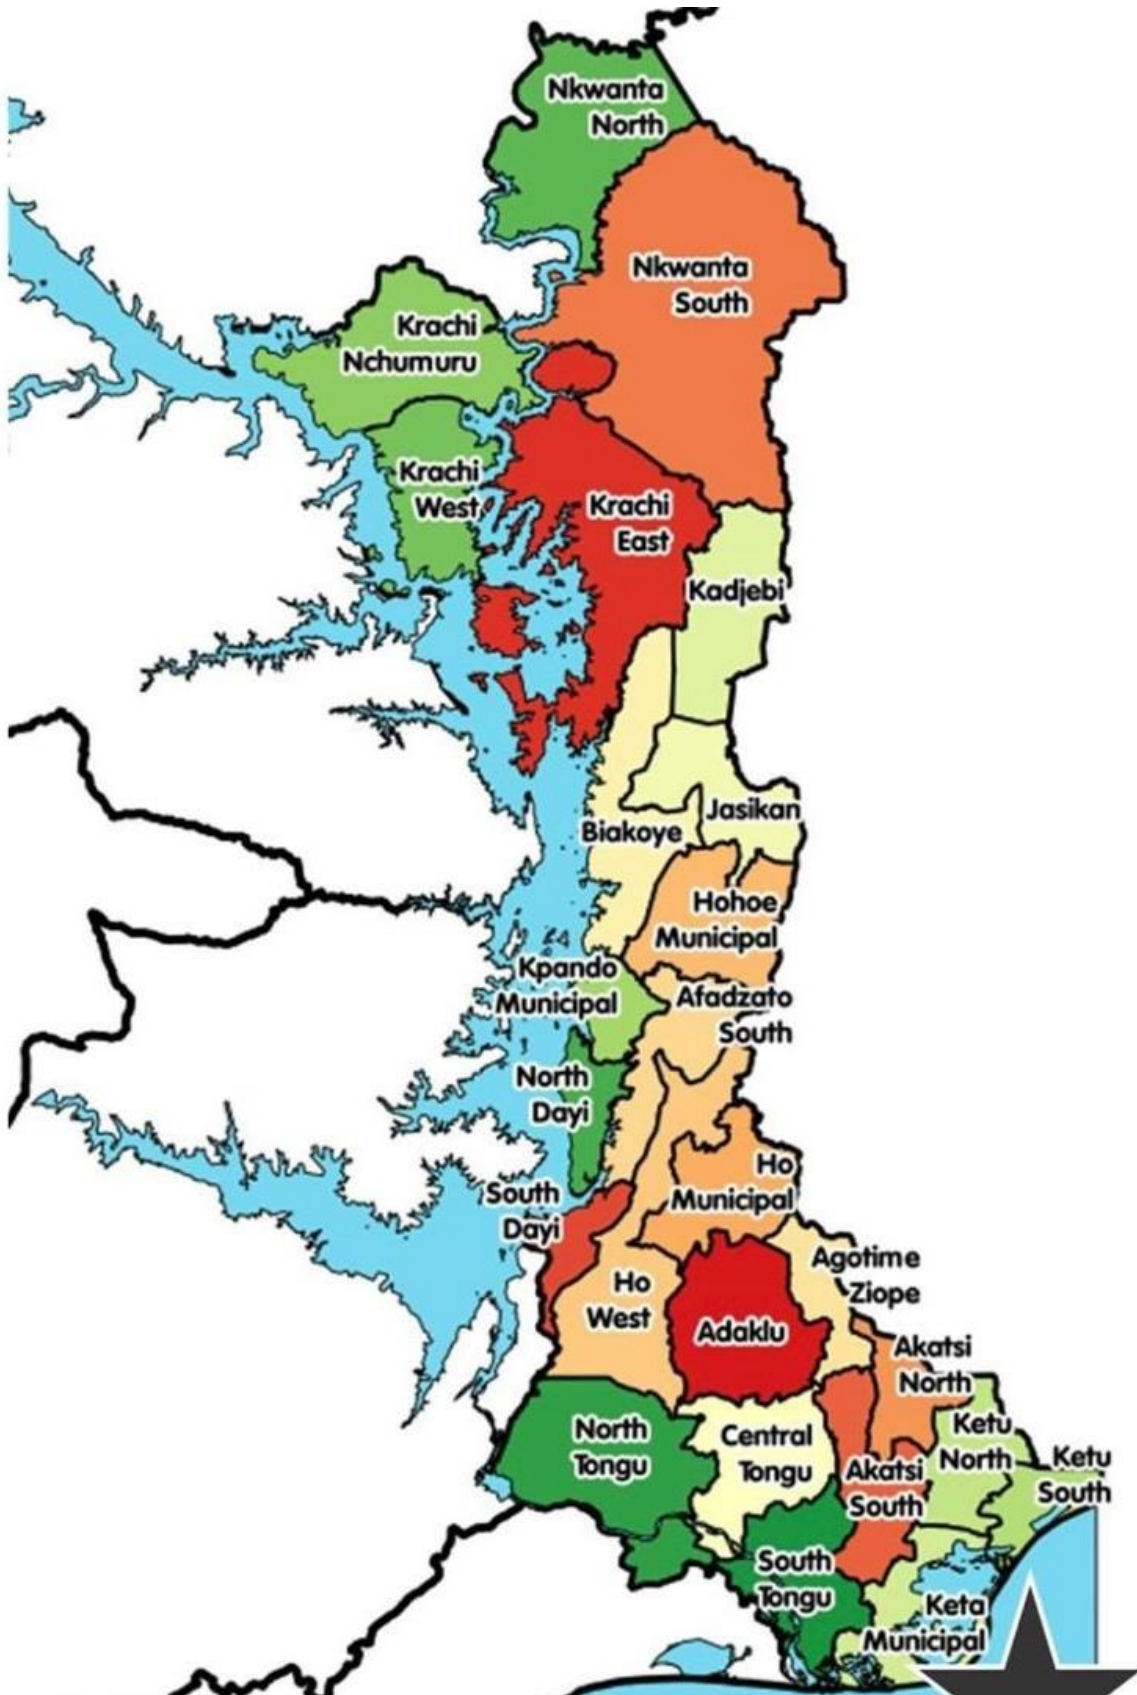 Nkwanta
North
Nkwanta
South
Krachi
Nchumuru
Krachi
West
Krachi
East
Kadjebi
Jasikan
Biakoye
Hohoe
Municipal
Kpando
Municipal
Afadzato
South
North
Dayi
Ho
Municipal
South
Dayi
Agotime
Ziope
Ho
West
Adaklu
Akatsi
North
North
Tongu
Central
Tongu
Akatsi
South
Ketu
North
Ketu
South
South
Tongu
Keta
Municipal